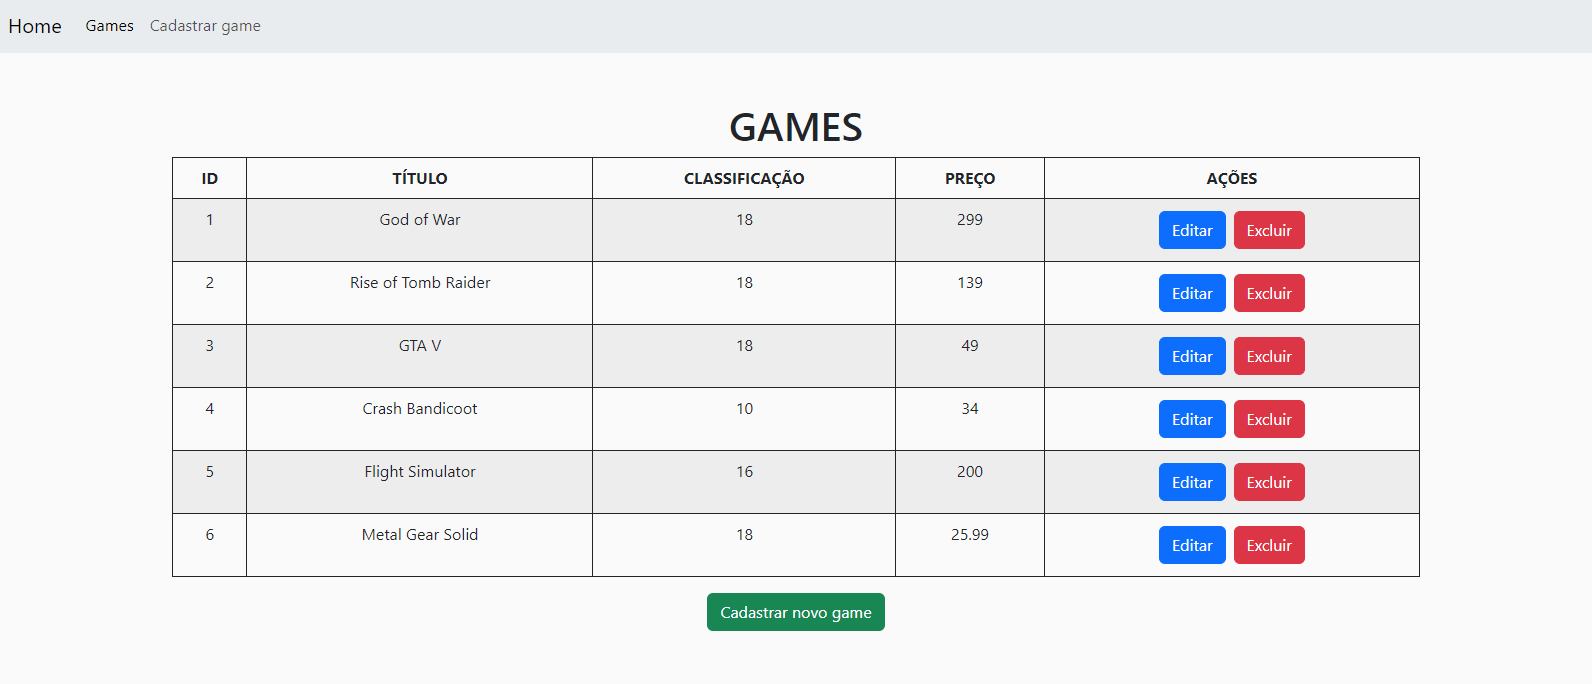 Home Games Cadastrar game
GAMES
ID TÍTULO CLASSIFICAÇÃO PREÇO AÇÕES
1 God of War 18 299 Editar Excluir
2 Rise of Tomb Raider 18 139 Editar Excluir
3 GTA V 18 49 Editar Excluir
4 Crash Bandicoot 10 34 Editar Excluir
5 Flight Simulator 16 200 Editar Excluir
6 Metal Gear Solid 18 25.99 Editar Excluir
Cadastrar novo game